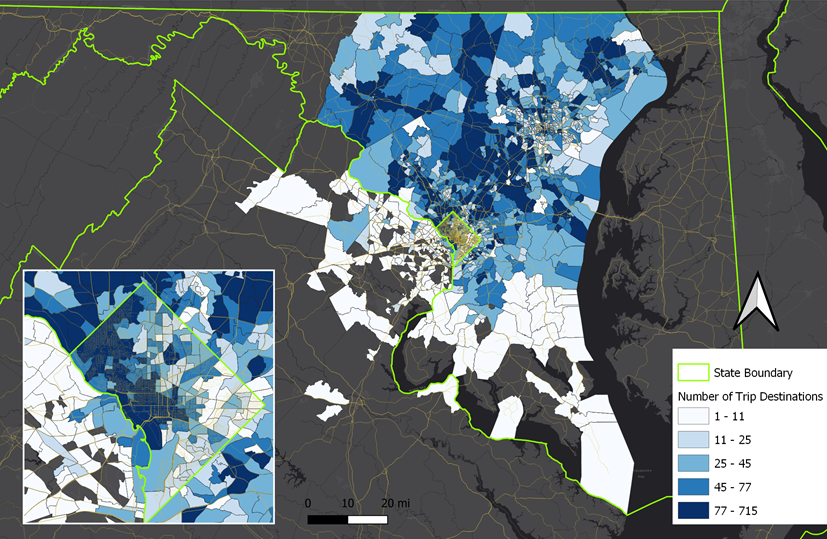 State Boundary
Number of Trip Destinations
1 - 11
11 - 25
25 - 45
45 - 77
77 - 715
0 10 20 mi